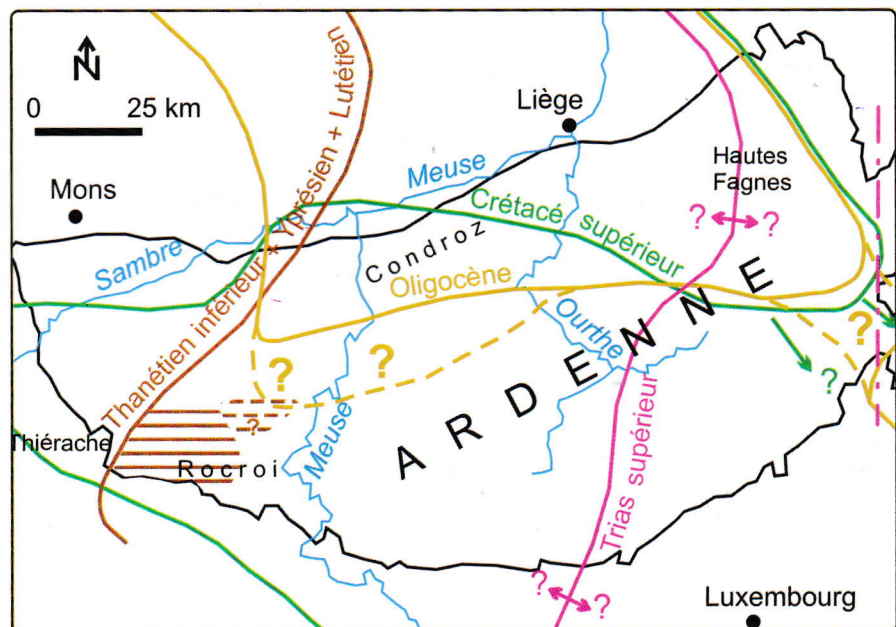 N
0 25 km
Liège
Mons
Meuse
Hautes
Fagnes
? ?
Sambre
Crétacé supérieur
Condroz
Oligocène
Thanétien inférieur + Yprésien + Lutétien
Ourthe
ARDENNE
?
?
?
?
?
Thiérache
Rocroi
Meuse
Trias supérieur
? ?
Luxembourg